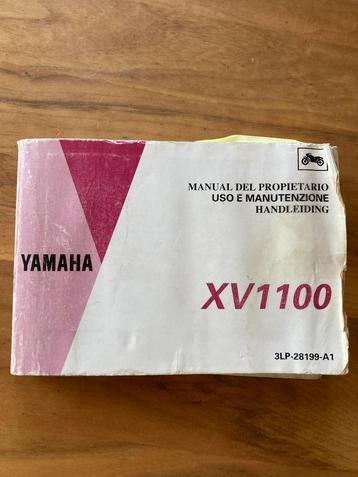 MANUAL DEL PROPIETARIO
USO E MANUTENZIONE
HANDLEIDING
YAMAHA
XV1100
3LP-28199-A1